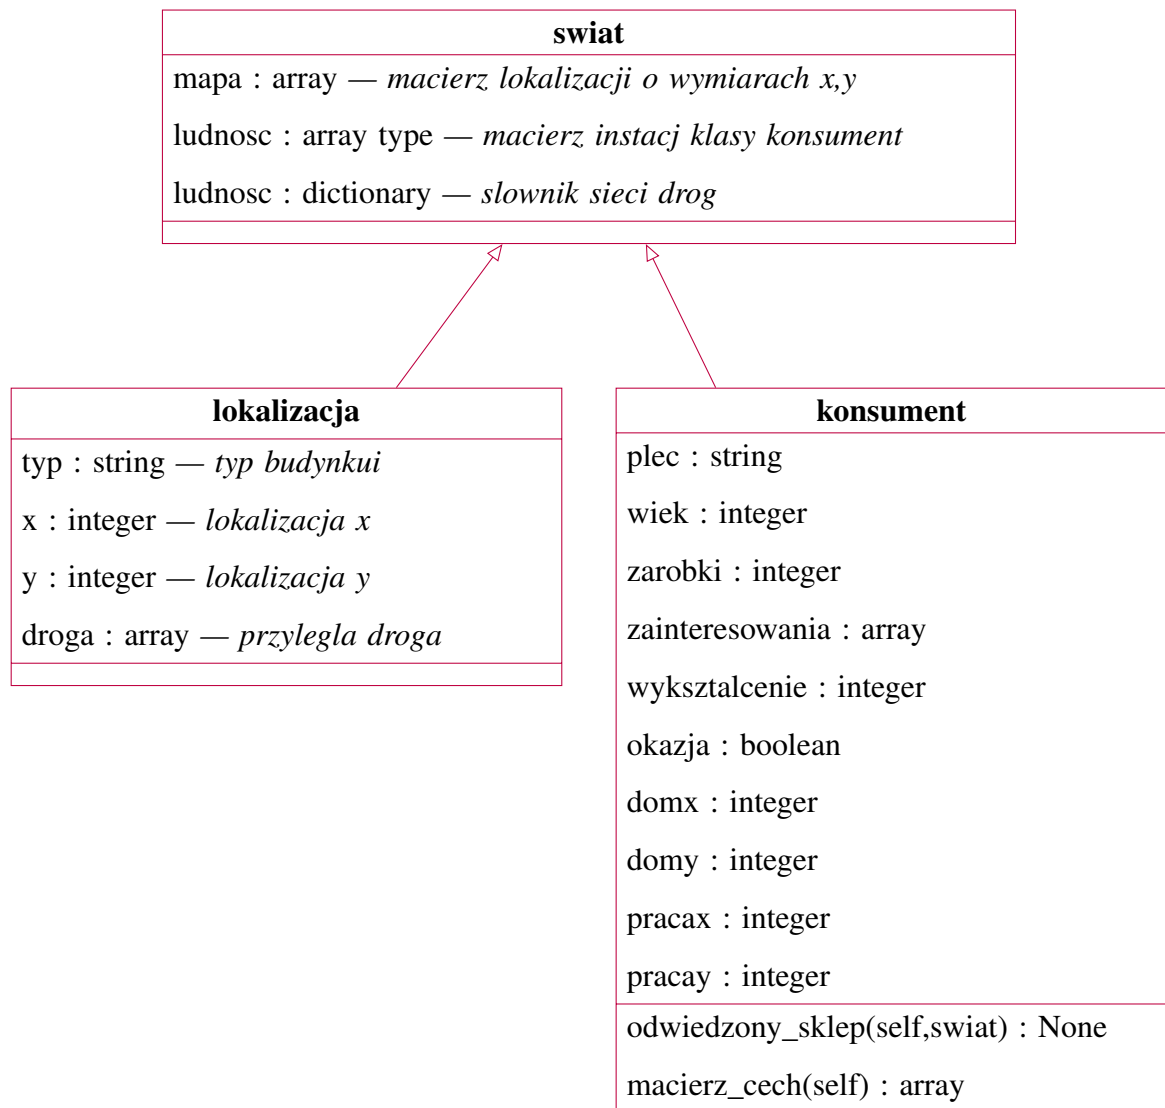 swiat
mapa : array — macierz lokalizacji o wymiarach x,y
ludnosc : array type — macierz instacj klasy konsument
ludnosc : dictionary — slownik sieci drog
lokalizacja
typ : string — typ budynkui
x : integer — lokalizacja x
y : integer — lokalizacja y
droga : array — przylegla droga
konsument
plec : string
wiek : integer
zarobki : integer
zainteresowania : array
wyksztalcenie : integer
okazja : boolean
domx : integer
domy : integer
pracax : integer
pracay : integer
odwiedzony_sklep(self,swiat) : None
macierz_cech(self) : array